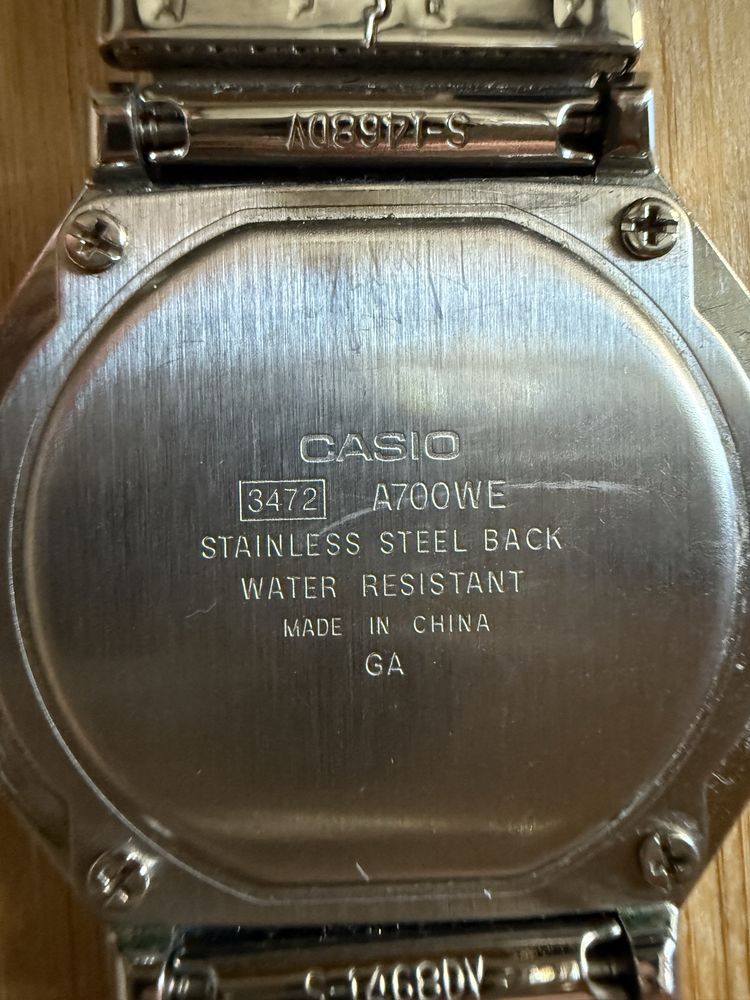 S-1468DV
CASIO
3472 A700WE
STAINLESS STEEL BACK
WATER RESISTANT
MADE IN CHINA
GA
S-1468DV